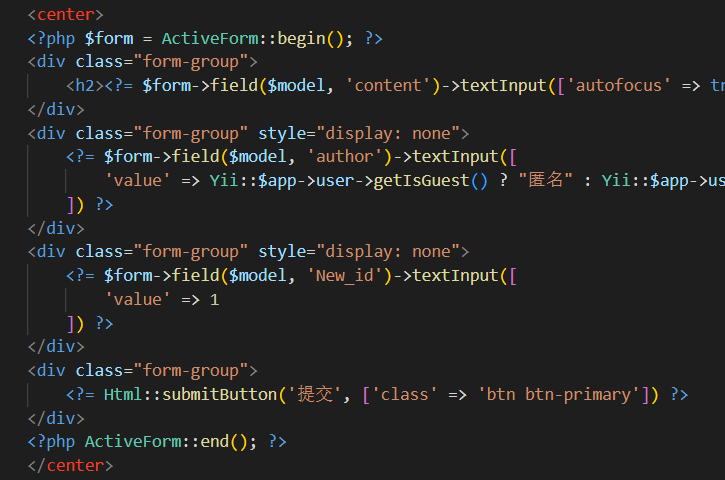 <center>
<?php $form = ActiveForm::begin(); ?>
<div class="form-group">
<h2><?= $form->field($model, 'content')->textInput(['autofocus' => tr
</div>
<div class="form-group" style="display: none">
<?= $form->field($model, 'author')->textInput([
'value' => Yii::$app->user->getIsGuest() ? "匿名" : Yii::$app->us
]) ?>
</div>
<div class="form-group" style="display: none">
<?= $form->field($model, 'New_id')->textInput([
'value' => 1
]) ?>
</div>
<div class="form-group">
<?= Html::submitButton('提交', ['class' => 'btn btn-primary']) ?>
</div>
<?php ActiveForm::end(); ?>
</center>